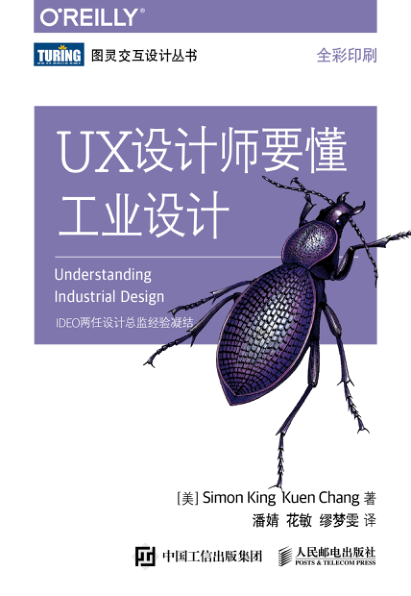 O'REILLY®
TURING 图灵交互设计丛书 全彩印刷
UX设计师要懂
工业设计
Understanding
Industrial Design
IDEO两任设计总监经验凝结
[美] Simon King Kuen Chang 著
潘婧 花敏 缪梦雯 译
中国工信出版集团 人民邮电出版社
POSTS & TELECOM PRESS